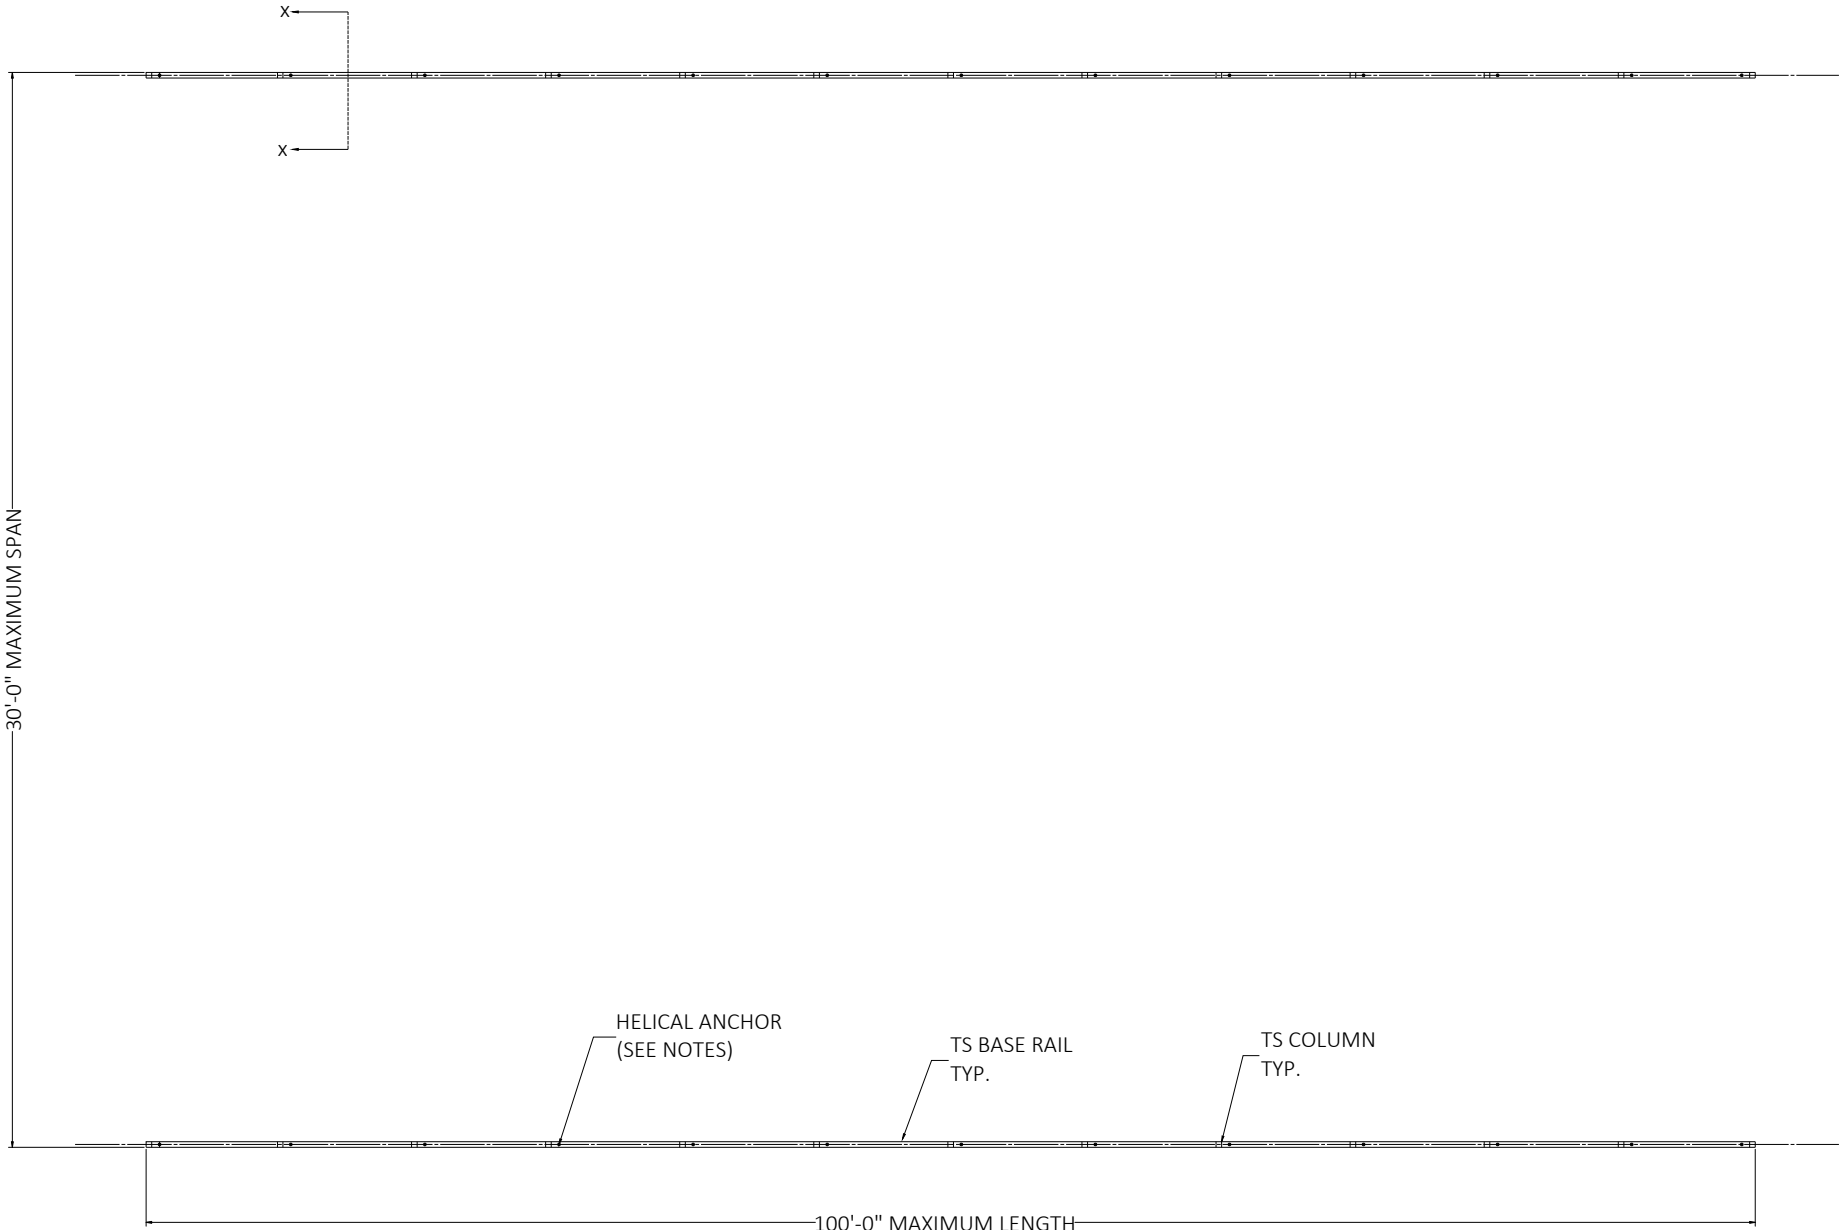 X
X
30'-0" MAXIMUM SPAN
HELICAL ANCHOR
(SEE NOTES)
TS BASE RAIL
TYP.
TS COLUMN
TYP.
100'-0" MAXIMUM LENGTH